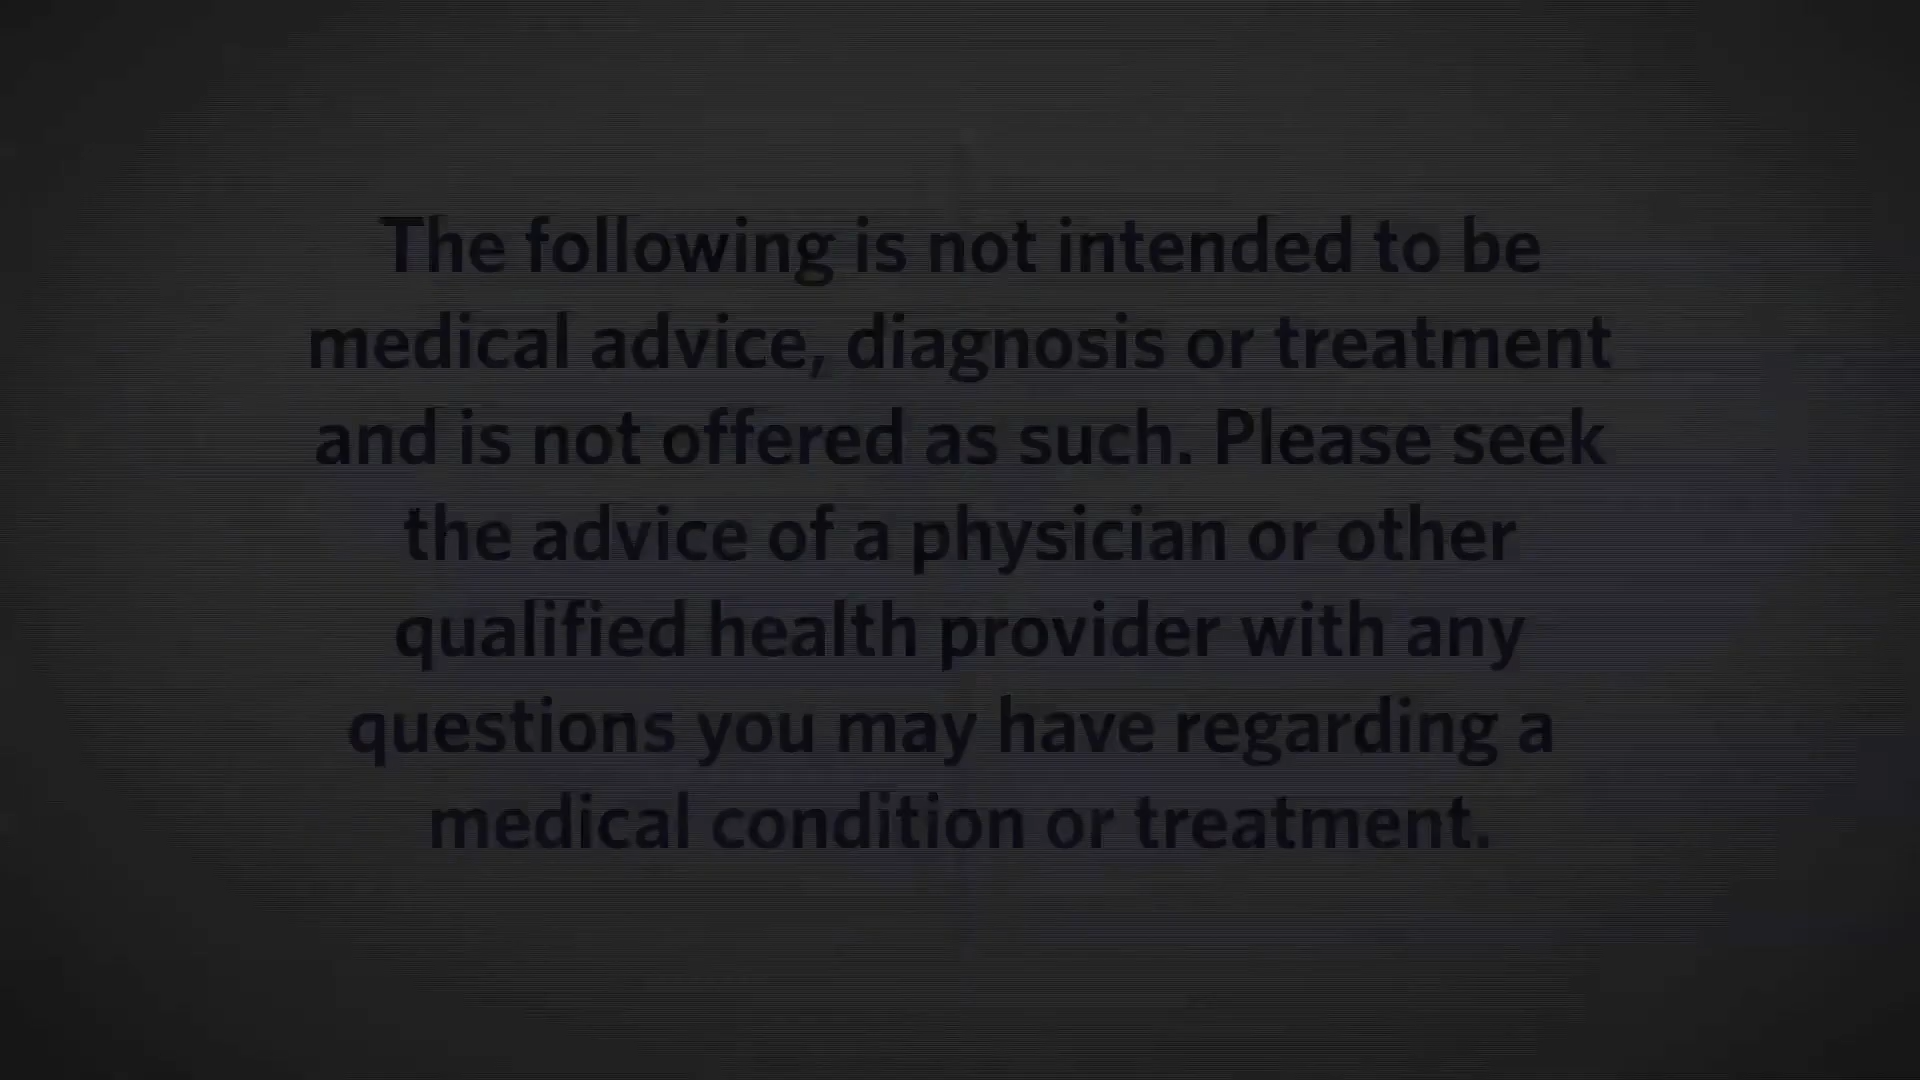 The following is not intended to be
medical advice, diagnosis or treatment
and is not offered as such. Please seek
the advice of a physician or other
qualified health provider with any
questions you may have regarding a
medical condition or treatment.